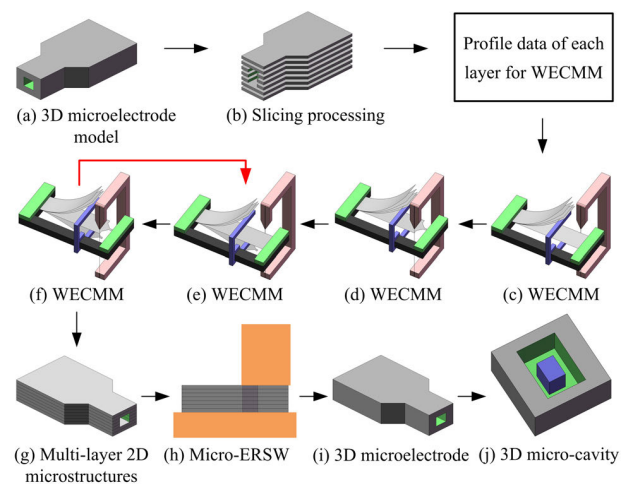 Profile data of each
layer for WECMM
(a) 3D microelectrode
model
(b) Slicing processing
(f) WECMM
(e) WECMM
(d) WECMM
(c) WECMM
(g) Multi-layer 2D
microstructures
(h) Micro-ERSW
(i) 3D microelectrode
(j) 3D micro-cavity